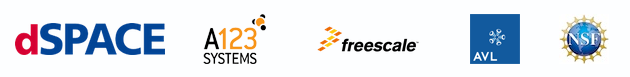 dSPACE
A123
SYSTEMS
freescale
AVL
NSF